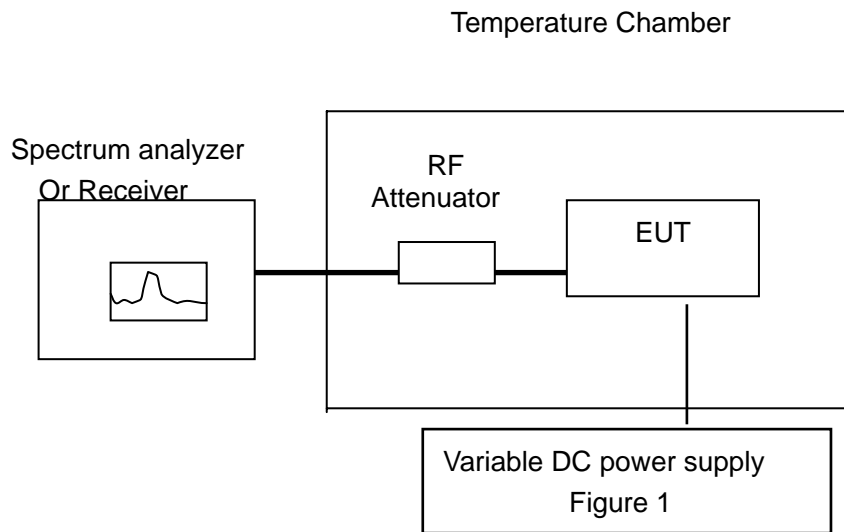 Temperature Chamber
Spectrum analyzer
Or Receiver
RF
Attenuator
EUT
Variable DC power supply
Figure 1